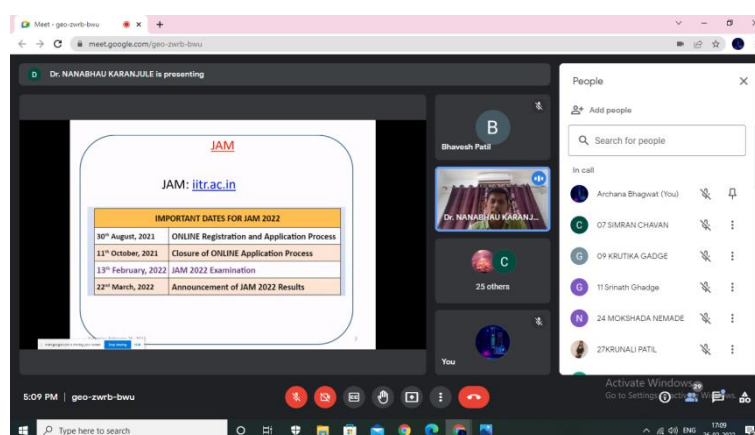 Meet - geo-zwrb-bwu
meet.google.com/geo-zwrb-bwu
D Dr. NANABHAU KARANJULE is presenting
JAM
JAM: iitr.ac.in
IMPORTANT DATES FOR JAM 2022
30th August, 2021 ONLINE Registration and Application Process
11th October, 2021 Closure of ONLINE Application Process
13th February, 2022 JAM 2022 Examination
22nd March, 2022 Announcement of JAM 2022 Results
B
Bhavesh Patil
Dr. NANABHAU KARANJ...
C
25 others
You
People
Add people
Search for people
In call
Archana Bhagwat (You)
C 07 SIMRAN CHAVAN
G 09 KRUTIKA GADGE
G 11 Srinath Ghadge
N 24 MOKSHADA NEMADE
27KRUNALI PATIL
Activate Windows
Go to Settings
29
5:09 PM | geo-zwrb-bwu
Type here to search
ENG
17:09